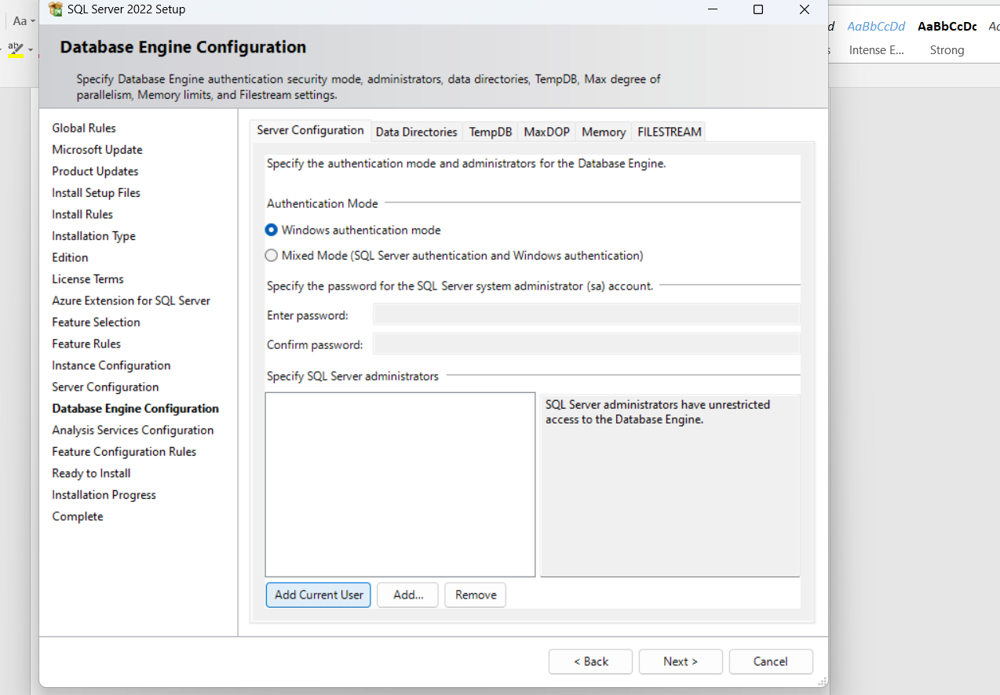 SQL Server 2022 Setup
Aa
AaBbCcDd AaBbCcDc
ab
Intense E... Strong
Database Engine Configuration
Specify Database Engine authentication security mode, administrators, data directories, TempDB, Max degree of
parallelism, Memory limits, and Filestream settings.
Global Rules
Microsoft Update
Product Updates
Install Setup Files
Install Rules
Installation Type
Edition
License Terms
Azure Extension for SQL Server
Feature Selection
Feature Rules
Instance Configuration
Server Configuration
Database Engine Configuration
Analysis Services Configuration
Feature Configuration Rules
Ready to Install
Installation Progress
Complete
Server Configuration Data Directories TempDB MaxDOP Memory FILESTREAM
Specify the authentication mode and administrators for the Database Engine.
Authentication Mode
Windows authentication mode
Mixed Mode (SQL Server authentication and Windows authentication)
Specify the password for the SQL Server system administrator (sa) account.
Enter password:
Confirm password:
Specify SQL Server administrators
SQL Server administrators have unrestricted
access to the Database Engine.
Add Current User Add... Remove
< Back Next > Cancel